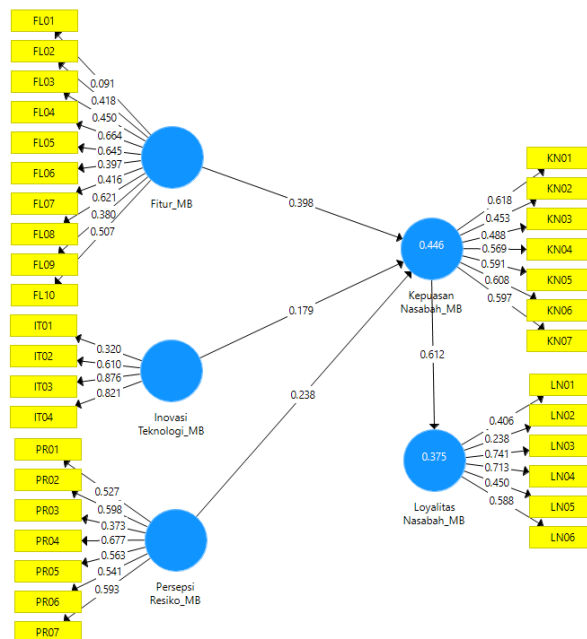 FL01
FL02
FL03
FL04
FL05
FL06
FL07
FL08
FL09
FL10
0.091
0.418
0.450
0.664
0.645
0.397
0.416
0.621
0.380
0.507
Fitur_MB
0.398
IT01
IT02
IT03
IT04
0.320
0.610
0.876
0.821
Inovasi
Teknologi_MB
0.179
PR01
PR02
PR03
PR04
PR05
PR06
PR07
0.527
0.598
0.373
0.677
0.563
0.541
0.593
Persepsi
Resiko_MB
0.238
0.446
Kepuasan
Nasabah_MB
0.618
0.453
0.488
0.569
0.591
0.608
0.597
KN01
KN02
KN03
KN04
KN05
KN06
KN07
0.612
0.375
Loyalitas
Nasabah_MB
0.406
0.238
0.741
0.713
0.450
0.588
LN01
LN02
LN03
LN04
LN05
LN06